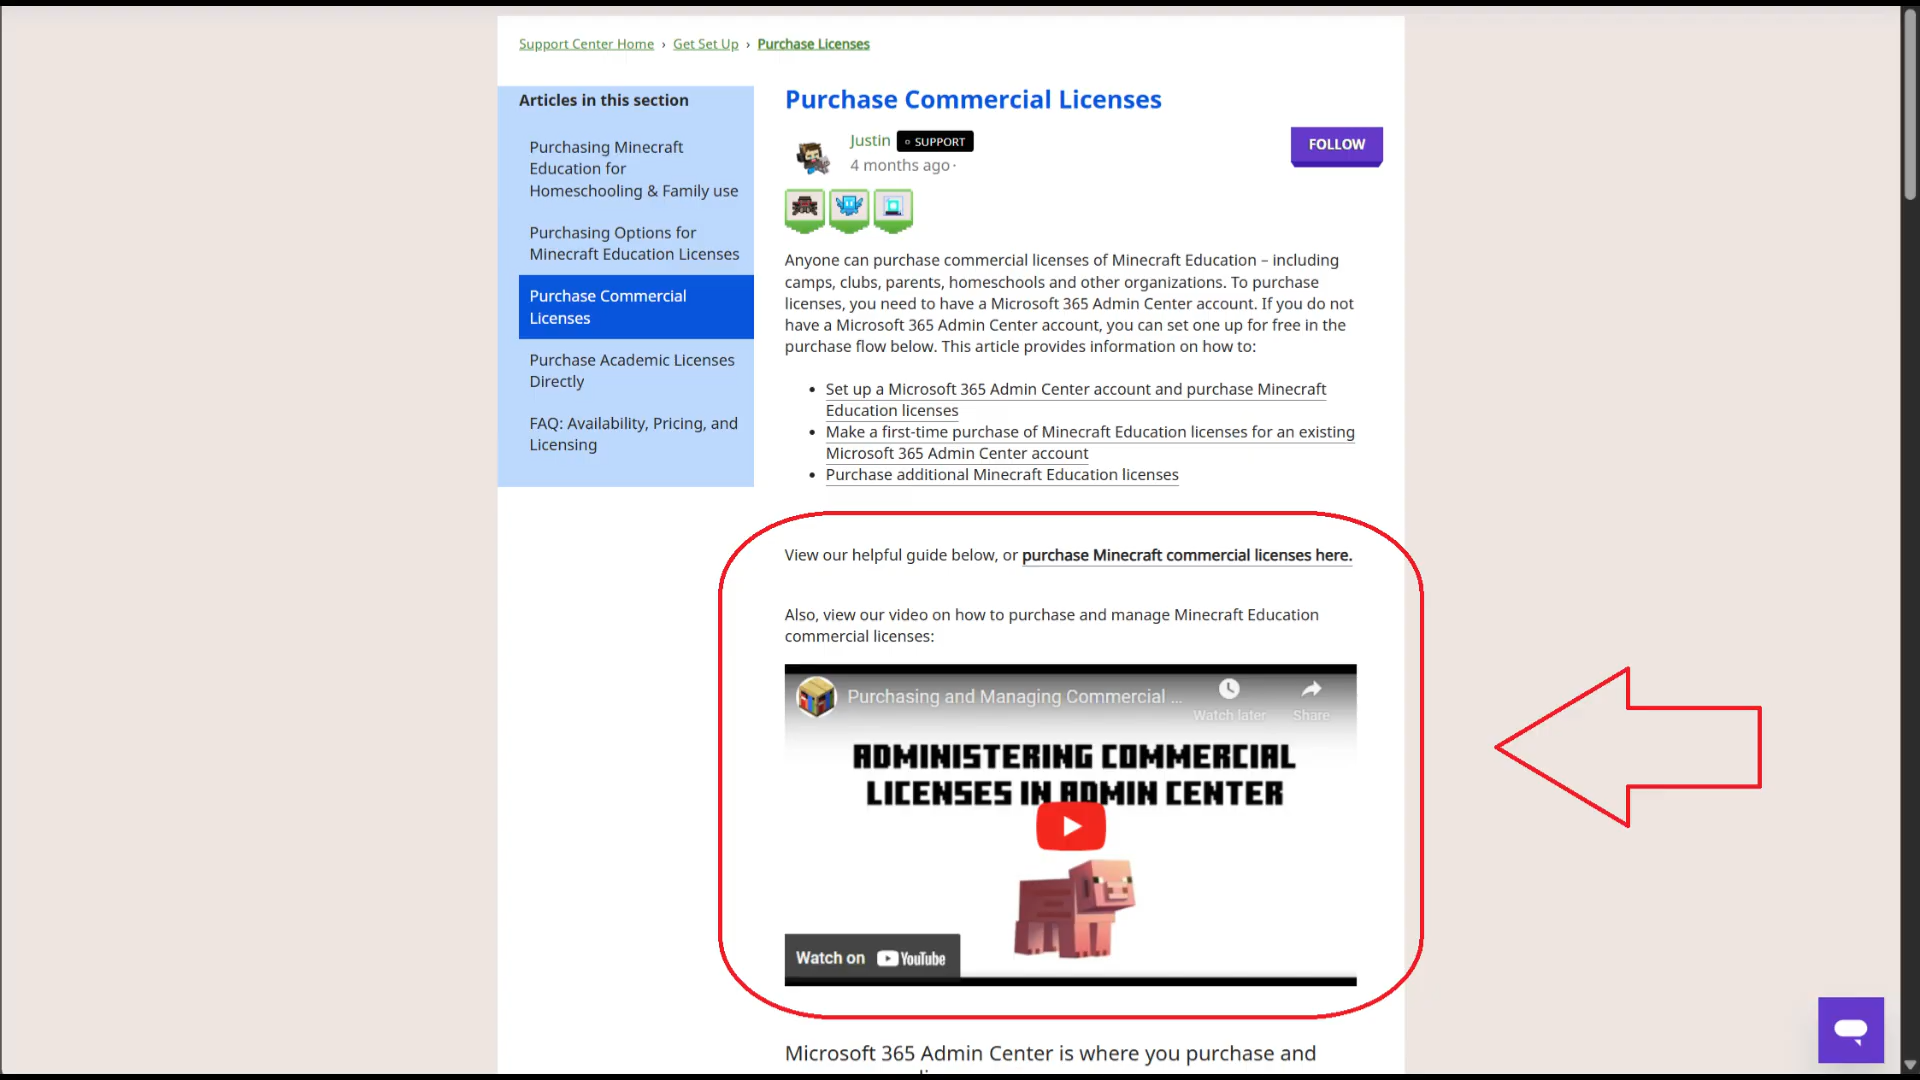 Support Center Home › Get Set Up › Purchase Licenses
Articles in this section
Purchasing Minecraft
Education for
Homeschooling & Family use
Purchasing Options for
Minecraft Education Licenses
Purchase Commercial
Licenses
Purchase Academic Licenses
Directly
FAQ: Availability, Pricing, and
Licensing
Purchase Commercial Licenses
Justin SUPPORT
4 months ago ·
FOLLOW
Anyone can purchase commercial licenses of Minecraft Education – including
camps, clubs, parents, homeschools and other organizations. To purchase
licenses, you need to have a Microsoft 365 Admin Center account. If you do not
have a Microsoft 365 Admin Center account, you can set one up for free in the
purchase flow below. This article provides information on how to:
• Set up a Microsoft 365 Admin Center account and purchase Minecraft
Education licenses
• Make a first-time purchase of Minecraft Education licenses for an existing
Microsoft 365 Admin Center account
• Purchase additional Minecraft Education licenses
View our helpful guide below, or purchase Minecraft commercial licenses here.
Also, view our video on how to purchase and manage Minecraft Education
commercial licenses:
Purchasing and Managing Commercial ...
Watch later Share
ADMINISTERING COMMERCIAL
LICENSES IN ADMIN CENTER
Watch on YouTube
Microsoft 365 Admin Center is where you purchase and